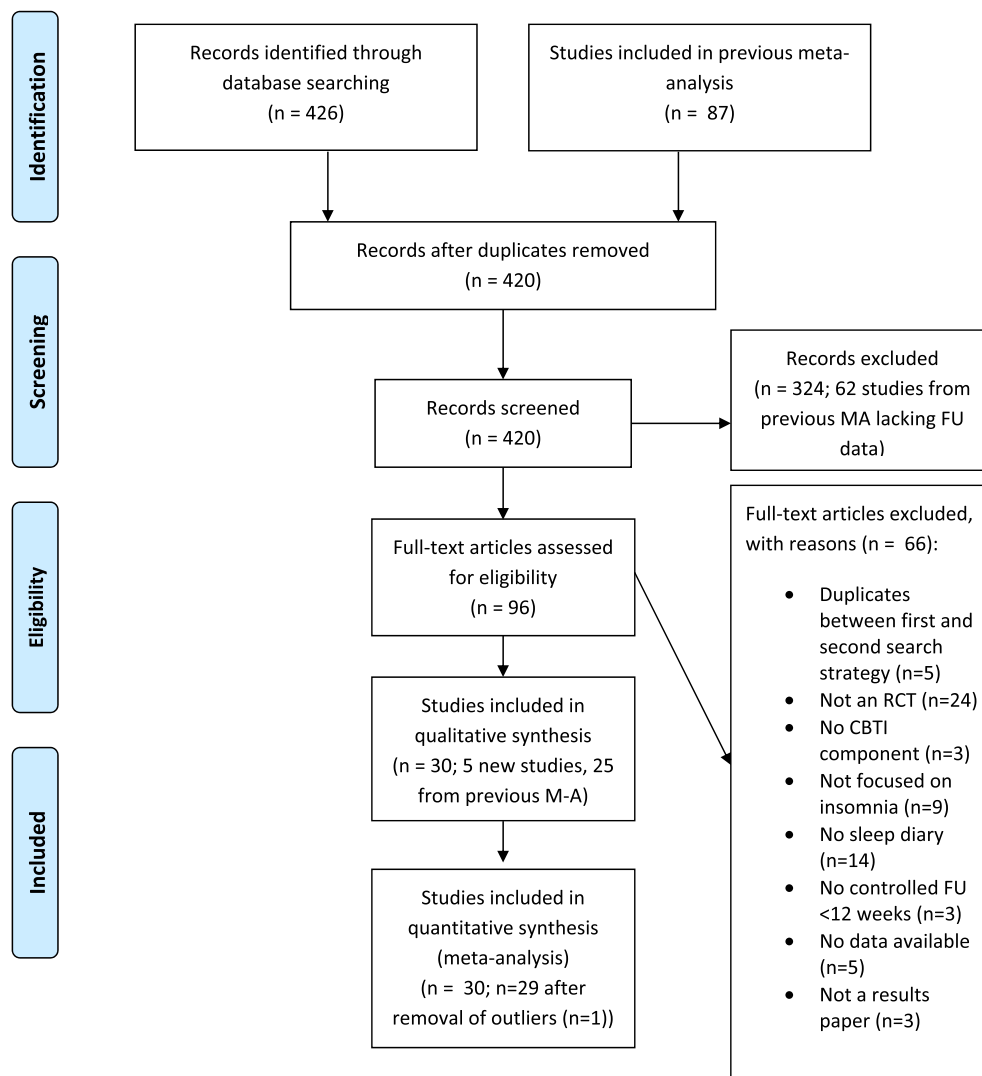 Identification
Records identified through
database searching
(n = 426)
Studies included in previous meta-
analysis
(n = 87)
Records after duplicates removed
(n = 420)
Screening
Records screened
(n = 420)
Records excluded
(n = 324; 62 studies from
previous MA lacking FU
data)
Eligibility
Full-text articles assessed
for eligibility
(n = 96)
Full-text articles excluded,
with reasons (n = 66):
• Duplicates
between first and
second search
strategy (n=5)
• Not an RCT (n=24)
• No CBTI
component (n=3)
• Not focused on
insomnia (n=9)
• No sleep diary
(n=14)
• No controlled FU
<12 weeks (n=3)
• No data available
(n=5)
• Not a results
paper (n=3)
Studies included in
qualitative synthesis
(n = 30; 5 new studies, 25
from previous M-A)
Included
Studies included in
quantitative synthesis
(meta-analysis)
(n = 30; n=29 after
removal of outliers (n=1))